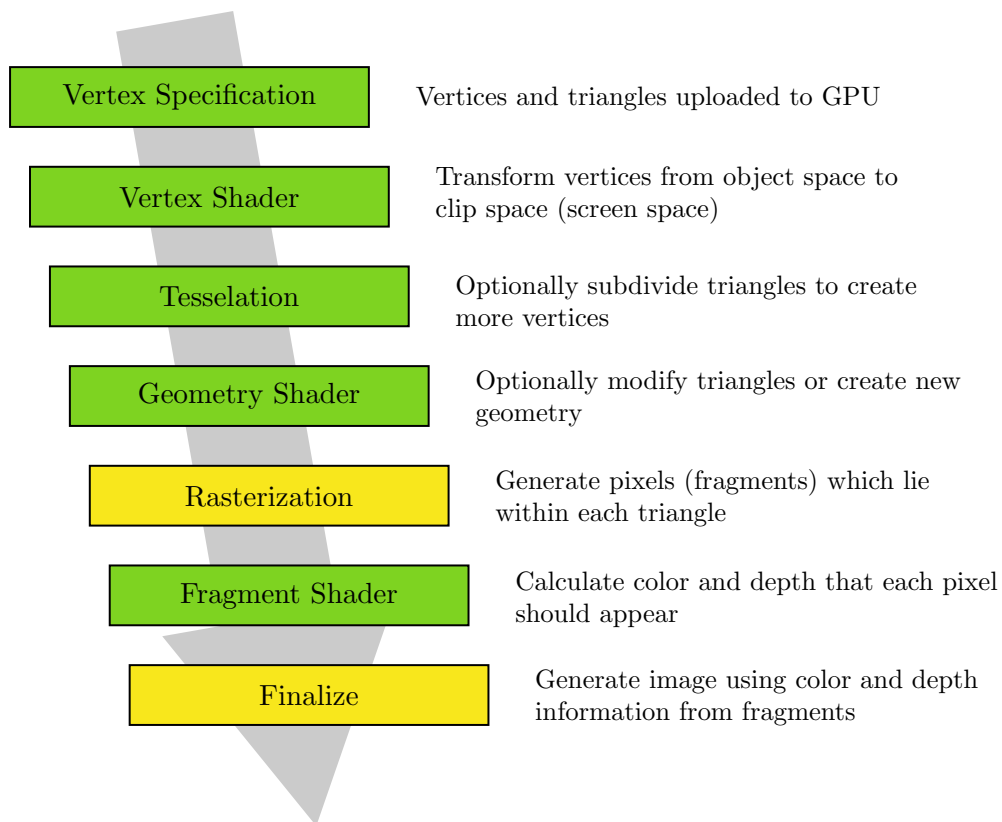 Vertex Specification
Vertices and triangles uploaded to GPU
Vertex Shader
Transform vertices from object space to
clip space (screen space)
Tesselation
Optionally subdivide triangles to create
more vertices
Geometry Shader
Optionally modify triangles or create new
geometry
Rasterization
Generate pixels (fragments) which lie
within each triangle
Fragment Shader
Calculate color and depth that each pixel
should appear
Finalize
Generate image using color and depth
information from fragments